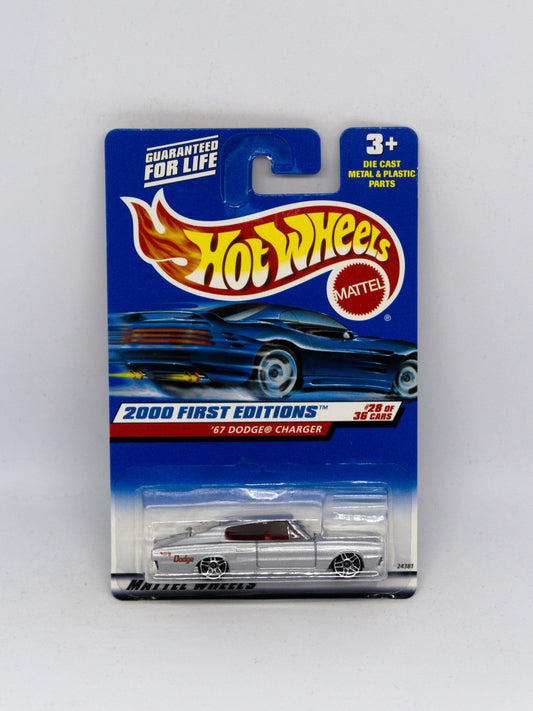 GUARANTEED
FOR LIFE
3+
DIE CAST
METAL & PLASTIC
PARTS
HOT WHEELS
MATTEL
®
2000 FIRST EDITIONS™
#28 OF
36 CARS
'67 DODGE® CHARGER
Dodge
24381
MATTEL WHEELS